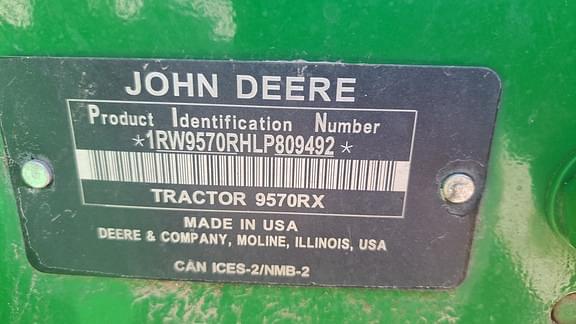 JOHN DEERE
Product Identification Number
*1RW9570RHLP809492*
TRACTOR 9570RX
MADE IN USA
DEERE & COMPANY, MOLINE, ILLINOIS, USA
CAN ICES-2/NMB-2